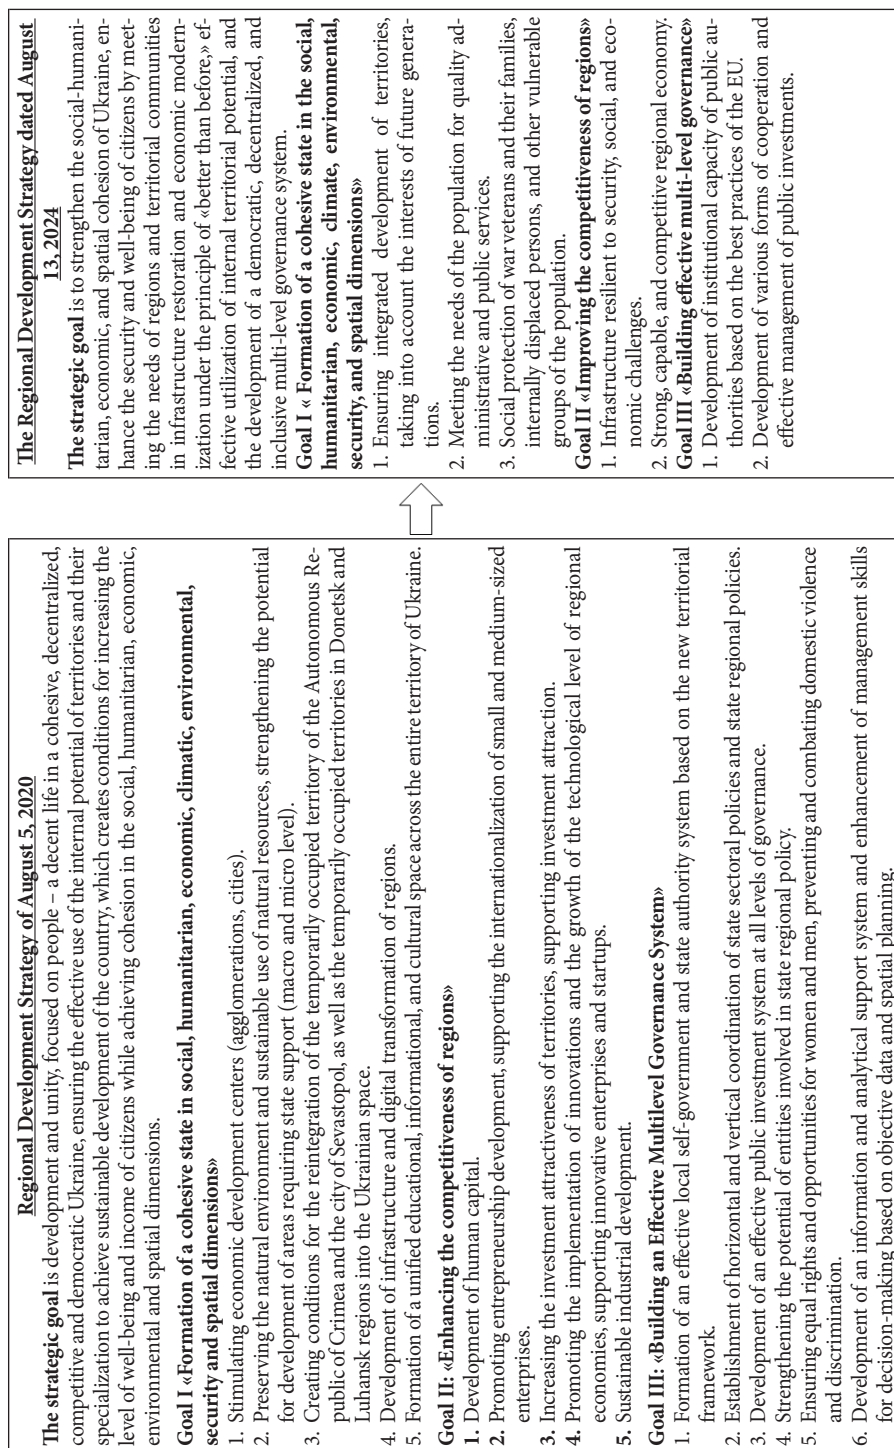 Regional Development Strategy of August 5, 2020
The strategic goal is development and unity, focused on people – a decent life in a cohesive, decentralized,
competitive and democratic Ukraine, ensuring the effective use of the internal potential of territories and their
specialization to achieve sustainable development of the country, which creates conditions for increasing the
level of well-being and income of citizens while achieving cohesion in the social, humanitarian, economic,
environmental and spatial dimensions.
Goal I «Formation of a cohesive state in social, humanitarian, economic, climatic, environmental,
security and spatial dimensions»
1. Stimulating economic development centers (agglomerations, cities).
2. Preserving the natural environment and sustainable use of natural resources, strengthening the potential
for development of areas requiring state support (macro and micro level).
3. Creating conditions for the reintegration of the temporarily occupied territory of the Autonomous Re-
public of Crimea and the city of Sevastopol, as well as the temporarily occupied territories in Donetsk and
Luhansk regions into the Ukrainian space.
4. Development of infrastructure and digital transformation of regions.
5. Formation of a unified educational, informational, and cultural space across the entire territory of Ukraine.
Goal II: «Enhancing the competitiveness of regions»
1. Development of human capital.
2. Promoting entrepreneurship development, supporting the internationalization of small and medium-sized
enterprises.
3. Increasing the investment attractiveness of territories, supporting investment attraction.
4. Promoting the implementation of innovations and the growth of the technological level of regional
economies, supporting innovative enterprises and startups.
5. Sustainable industrial development.
Goal III: «Building an Effective Multilevel Governance System»
1. Formation of an effective local self-government and state authority system based on the new territorial
framework.
2. Establishment of horizontal and vertical coordination of state sectoral policies and state regional policies.
3. Development of an effective public investment system at all levels of governance.
4. Strengthening the potential of entities involved in state regional policy.
5. Ensuring equal rights and opportunities for women and men, preventing and combating domestic violence
and discrimination.
6. Development of an information and analytical support system and enhancement of management skills
for decision-making based on objective data and spatial planning.
The Regional Development Strategy dated August
13, 2024
The strategic goal is to strengthen the social-humani-
tarian, economic, and spatial cohesion of Ukraine, en-
hance the security and well-being of citizens by meet-
ing the needs of regions and territorial communities
in infrastructure restoration and economic modern-
ization under the principle of «better than before,» ef-
fective utilization of internal territorial potential, and
the development of a democratic, decentralized, and
inclusive multi-level governance system.
Goal I « Formation of a cohesive state in the social,
humanitarian, economic, climate, environmental,
security, and spatial dimensions»
1. Ensuring integrated development of territories,
taking into account the interests of future genera-
tions.
2. Meeting the needs of the population for quality ad-
ministrative and public services.
3. Social protection of war veterans and their families,
internally displaced persons, and other vulnerable
groups of the population.
Goal II «Improving the competitiveness of regions»
1. Infrastructure resilient to security, social, and eco-
nomic challenges.
2. Strong, capable, and competitive regional economy.
Goal III «Building effective multi-level governance»
1. Development of institutional capacity of public au-
thorities based on the best practices of the EU.
2. Development of various forms of cooperation and
effective management of public investments.